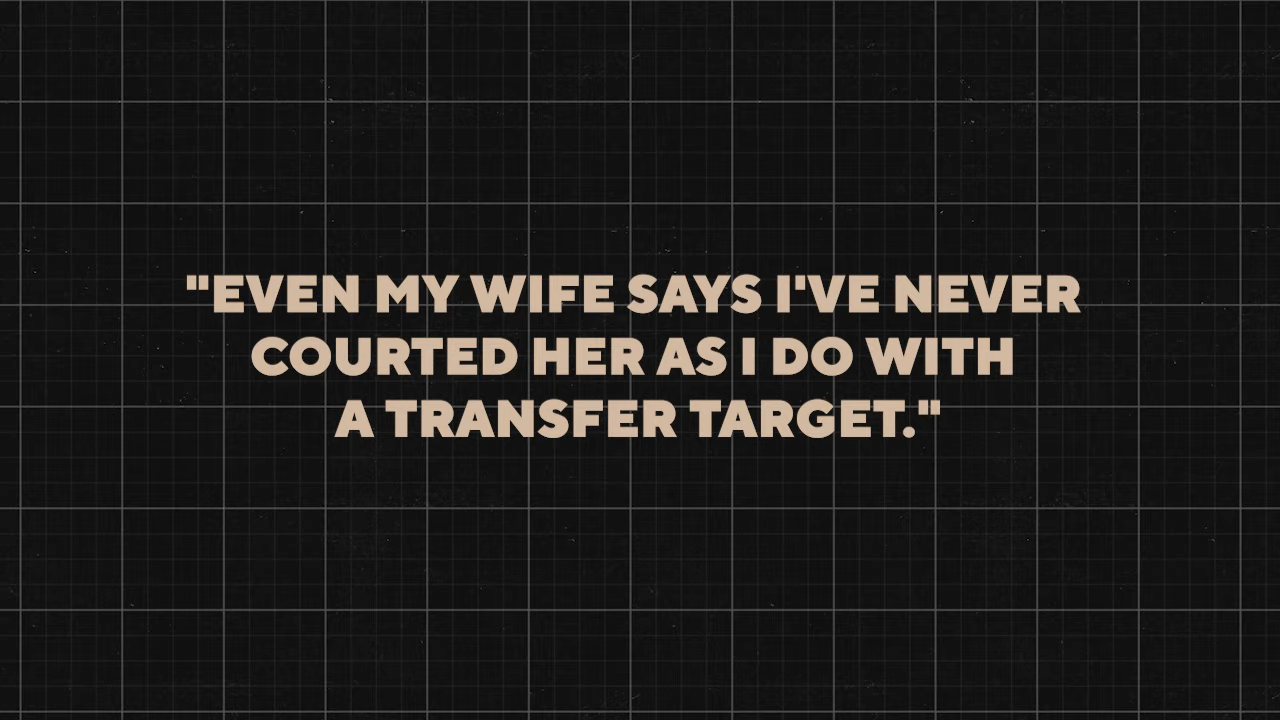 "EVEN MY WIFE SAYS I'VE NEVER
COURTED HER AS I DO WITH
A TRANSFER TARGET."